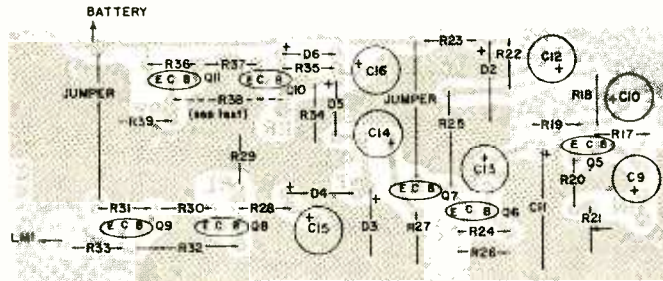 BATTERY
R23 R22 C12
R36 R37 D6 D2
E C B Q11 E C B R35 C16 R18 C10
JUMPER Q10 JUMPER
R38 D5 R19 R17
(see text) R34 R25 E C B
R39 C14 Q5
R29 C13 R20 C9
D4 E C B Q7
R31 R30 R28 E C B Q6 C11 R21
LM1 E C B Q9 E C B Q8 C15 D3 R27 R24
R33 R32 R26